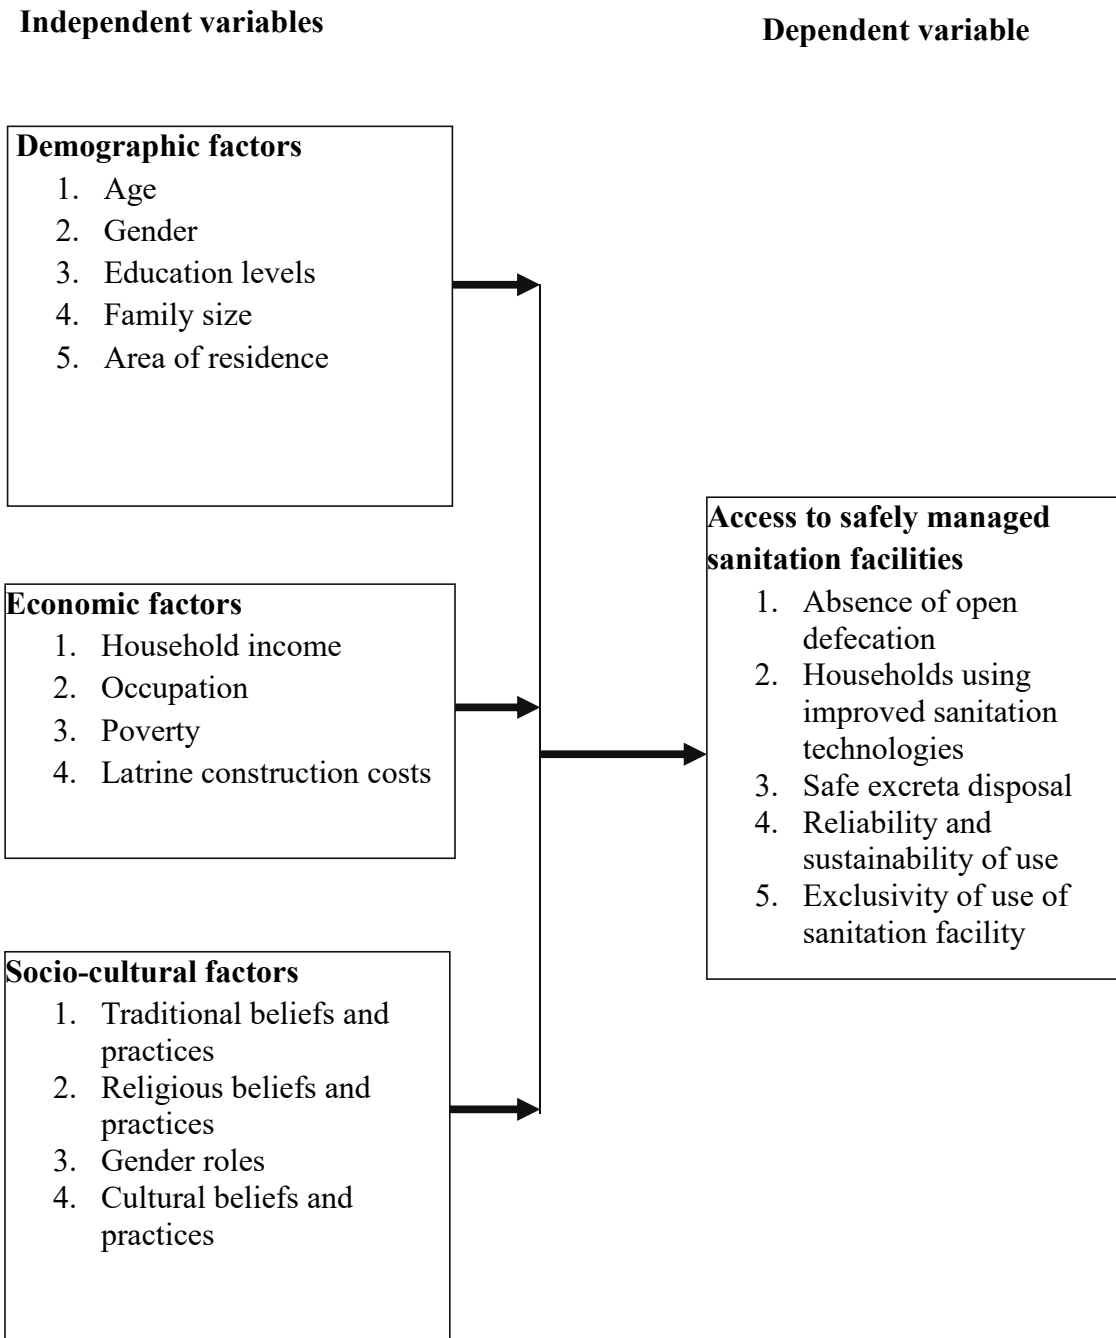 Independent variables
Dependent variable
Demographic factors
1. Age
2. Gender
3. Education levels
4. Family size
5. Area of residence
Economic factors
1. Household income
2. Occupation
3. Poverty
4. Latrine construction costs
Socio-cultural factors
1. Traditional beliefs and
practices
2. Religious beliefs and
practices
3. Gender roles
4. Cultural beliefs and
practices
Access to safely managed
sanitation facilities
1. Absence of open
defecation
2. Households using
improved sanitation
technologies
3. Safe excreta disposal
4. Reliability and
sustainability of use
5. Exclusivity of use of
sanitation facility